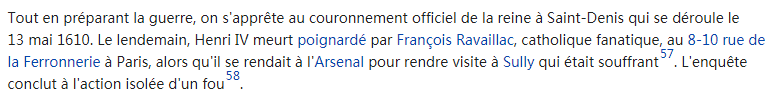 Tout en préparant la guerre, on s'apprête au couronnement officiel de la reine à Saint-Denis qui se déroule le
13 mai 1610. Le lendemain, Henri IV meurt poignardé par François Ravaillac, catholique fanatique, au 8-10 rue de
la Ferronnerie à Paris, alors qu'il se rendait à l'Arsenal pour rendre visite à Sully qui était souffrant57. L'enquête
conclut à l'action isolée d'un fou58.